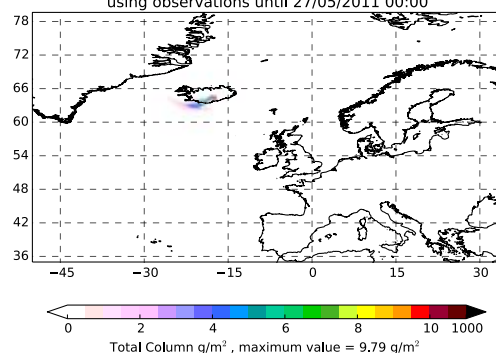 using observations until 27/05/2011 00:00
78
72
66
60
54
48
42
36
−45 −30 −15 0 15 30
0 2 4 6 8 10 1000
Total Column g/m² , maximum value = 9.79 g/m²